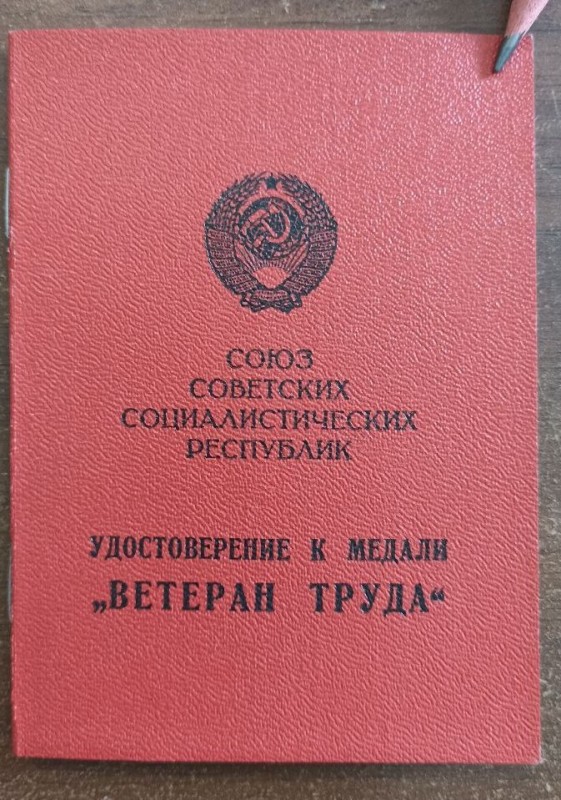 СОЮЗ
СОВЕТСКИХ
СОЦИАЛИСТИЧЕСКИХ
РЕСПУБЛИК
УДОСТОВЕРЕНИЕ К МЕДАЛИ
„ВЕТЕРАН ТРУДА“